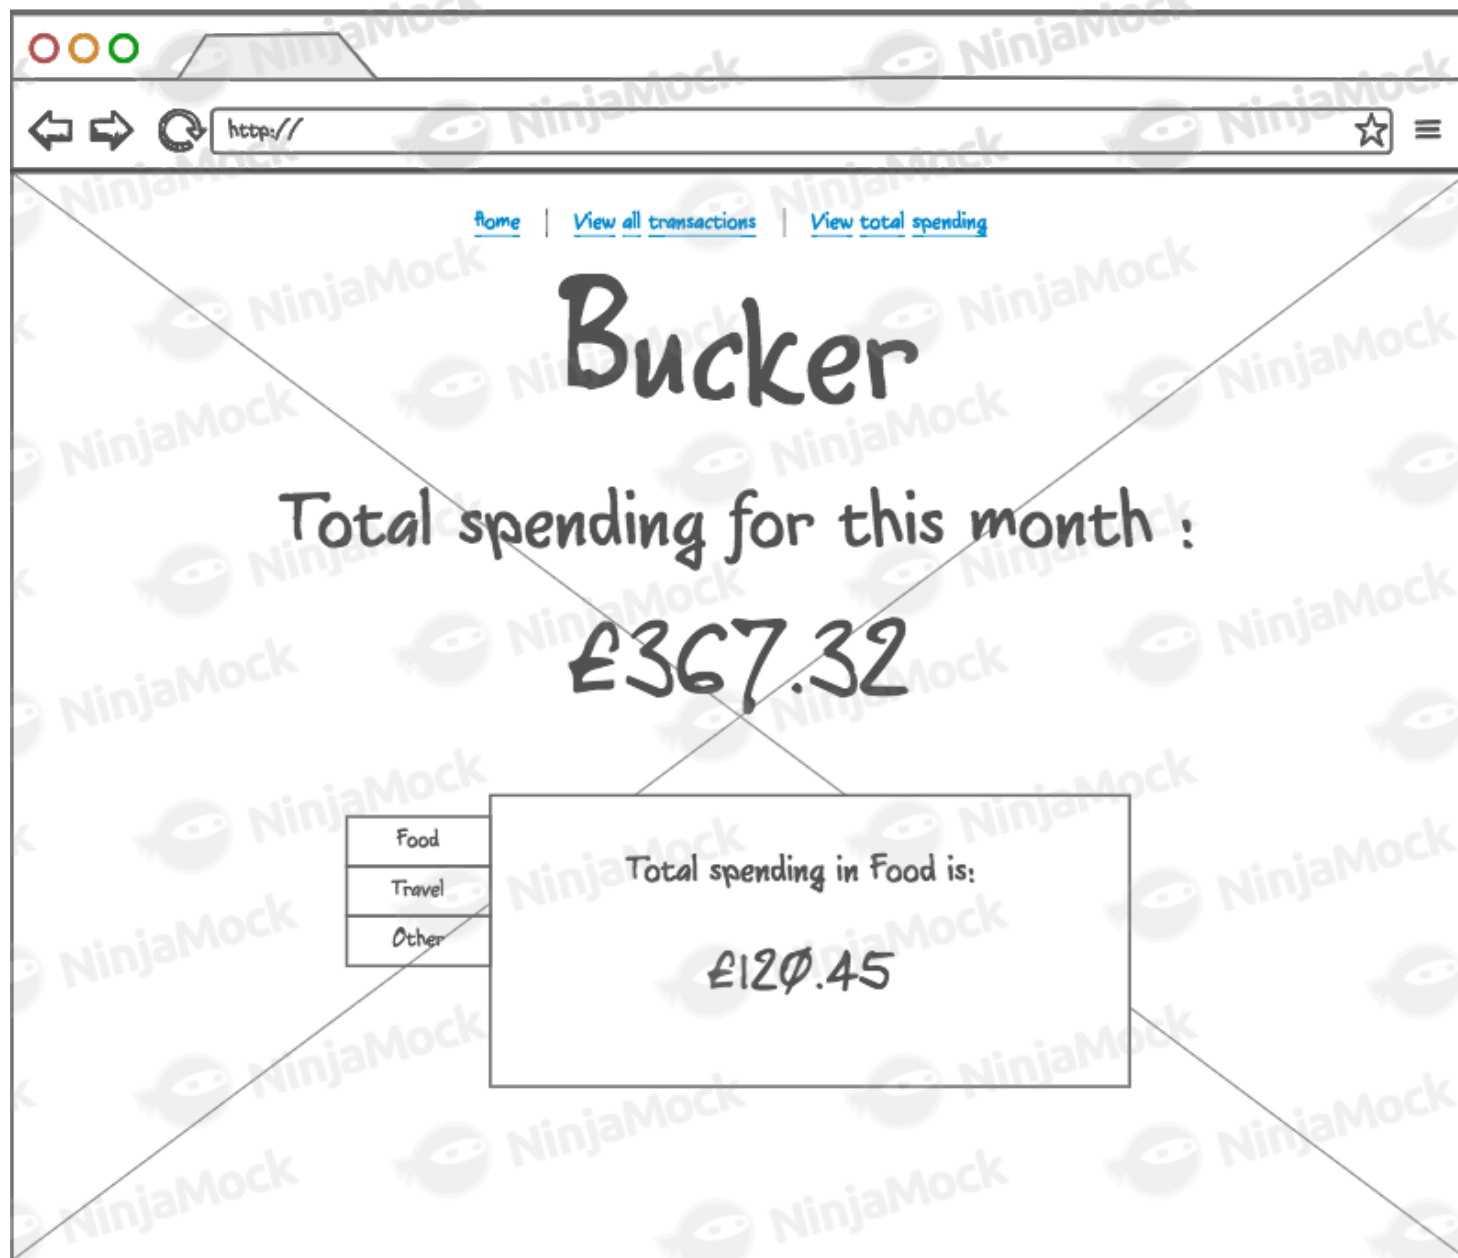 http://
Home | View all transactions | View total spending
Bucker
Total spending for this month :
£367.32
Food
Travel
Other
Total spending in Food is:
£120.45
NinjaMock